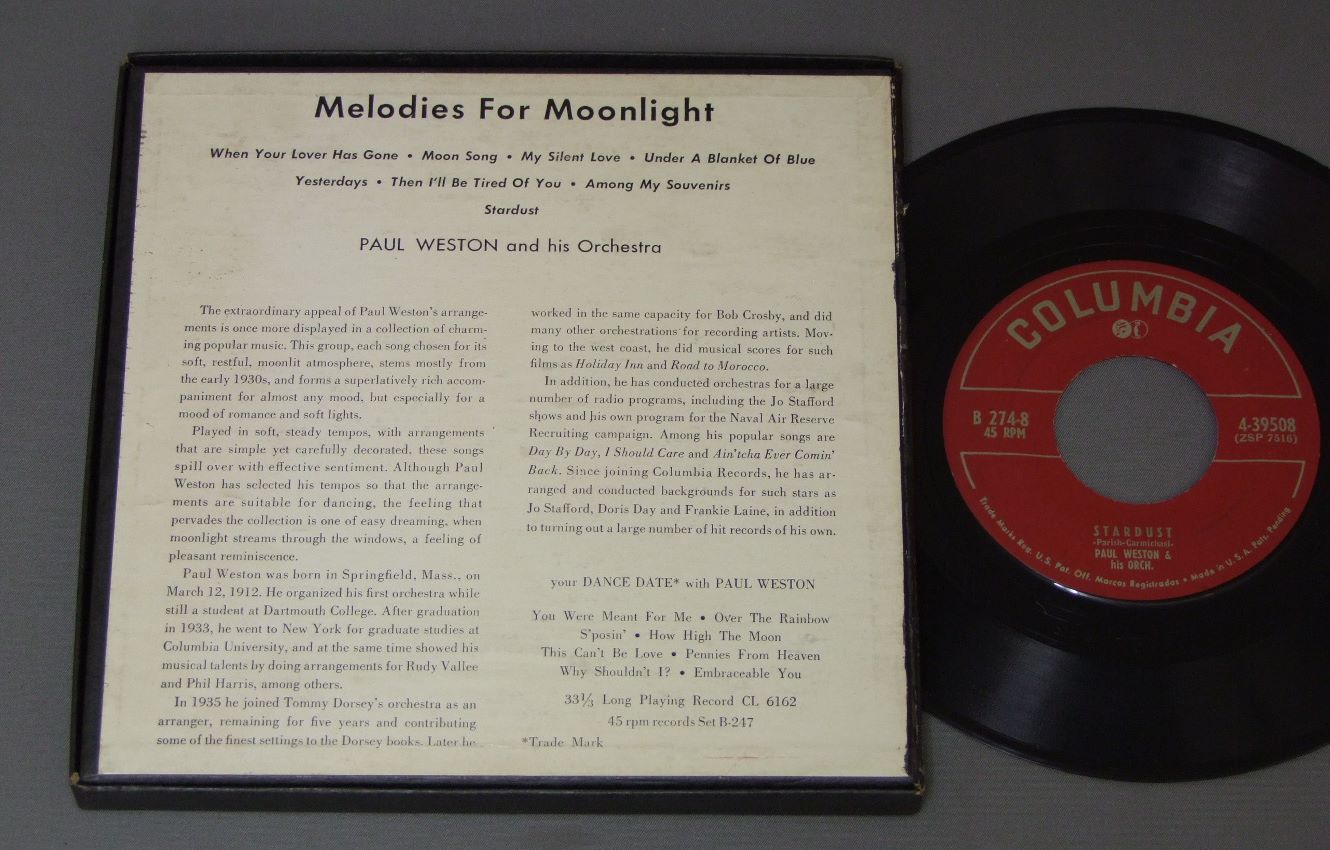 Melodies For Moonlight
When Your Lover Has Gone • Moon Song • My Silent Love • Under A Blanket Of Blue
Yesterdays • Then I'll Be Tired Of You • Among My Souvenirs
Stardust
PAUL WESTON and his Orchestra
The extraordinary appeal of Paul Weston's arrange-
ments is once more displayed in a collection of charm-
ing popular music. This group, each song chosen for its
soft, restful, moonlit atmosphere, stems mostly from
the early 1930s, and forms a superlatively rich accom-
paniment for almost any mood, but especially for a
mood of romance and soft lights.
Played in soft, steady tempos, with arrangements
that are simple yet carefully decorated, these songs
spill over with effective sentiment. Although Paul
Weston has selected his tempos so that the arrange-
ments are suitable for dancing, the feeling that
pervades the collection is one of easy dreaming, when
moonlight streams through the windows, a feeling of
pleasant reminiscence.
Paul Weston was born in Springfield, Mass., on
March 12, 1912. He organized his first orchestra while
still a student at Dartmouth College. After graduation
in 1933, he went to New York for graduate studies at
Columbia University, and at the same time showed his
musical talents by doing arrangements for Rudy Vallee
and Phil Harris, among others.
In 1935 he joined Tommy Dorsey's orchestra as an
arranger, remaining for five years and contributing
some of the finest settings to the Dorsey books. Later he
worked in the same capacity for Bob Crosby, and did
many other orchestrations for recording artists. Mov-
ing to the west coast, he did musical scores for such
films as Holiday Inn and Road to Morocco.
In addition, he has conducted orchestras for a large
number of radio programs, including the Jo Stafford
shows and his own program for the Naval Air Reserve
Recruiting campaign. Among his popular songs are
Day By Day, I Should Care and Ain'tcha Ever Comin'
Back. Since joining Columbia Records, he has ar-
ranged and conducted backgrounds for such stars as
Jo Stafford, Doris Day and Frankie Laine, in addition
to turning out a large number of hit records of his own.
your DANCE DATE* with PAUL WESTON
You Were Meant For Me • Over The Rainbow
S'posin' • How High The Moon
This Can't Be Love • Pennies From Heaven
Why Shouldn't I? • Embraceable You
33⅓ Long Playing Record CL 6162
45 rpm records Set B-247
*Trade Mark
COLUMBIA
B 274-8
45 RPM
4-39508
(ZSP 7516)
STARDUST
-Parish-Carmichael-
PAUL WESTON &
his ORCH.
Trade Marks Reg. U.S. Pat. Off. Marcas Registradas • Made in U.S.A. Pats. Pending